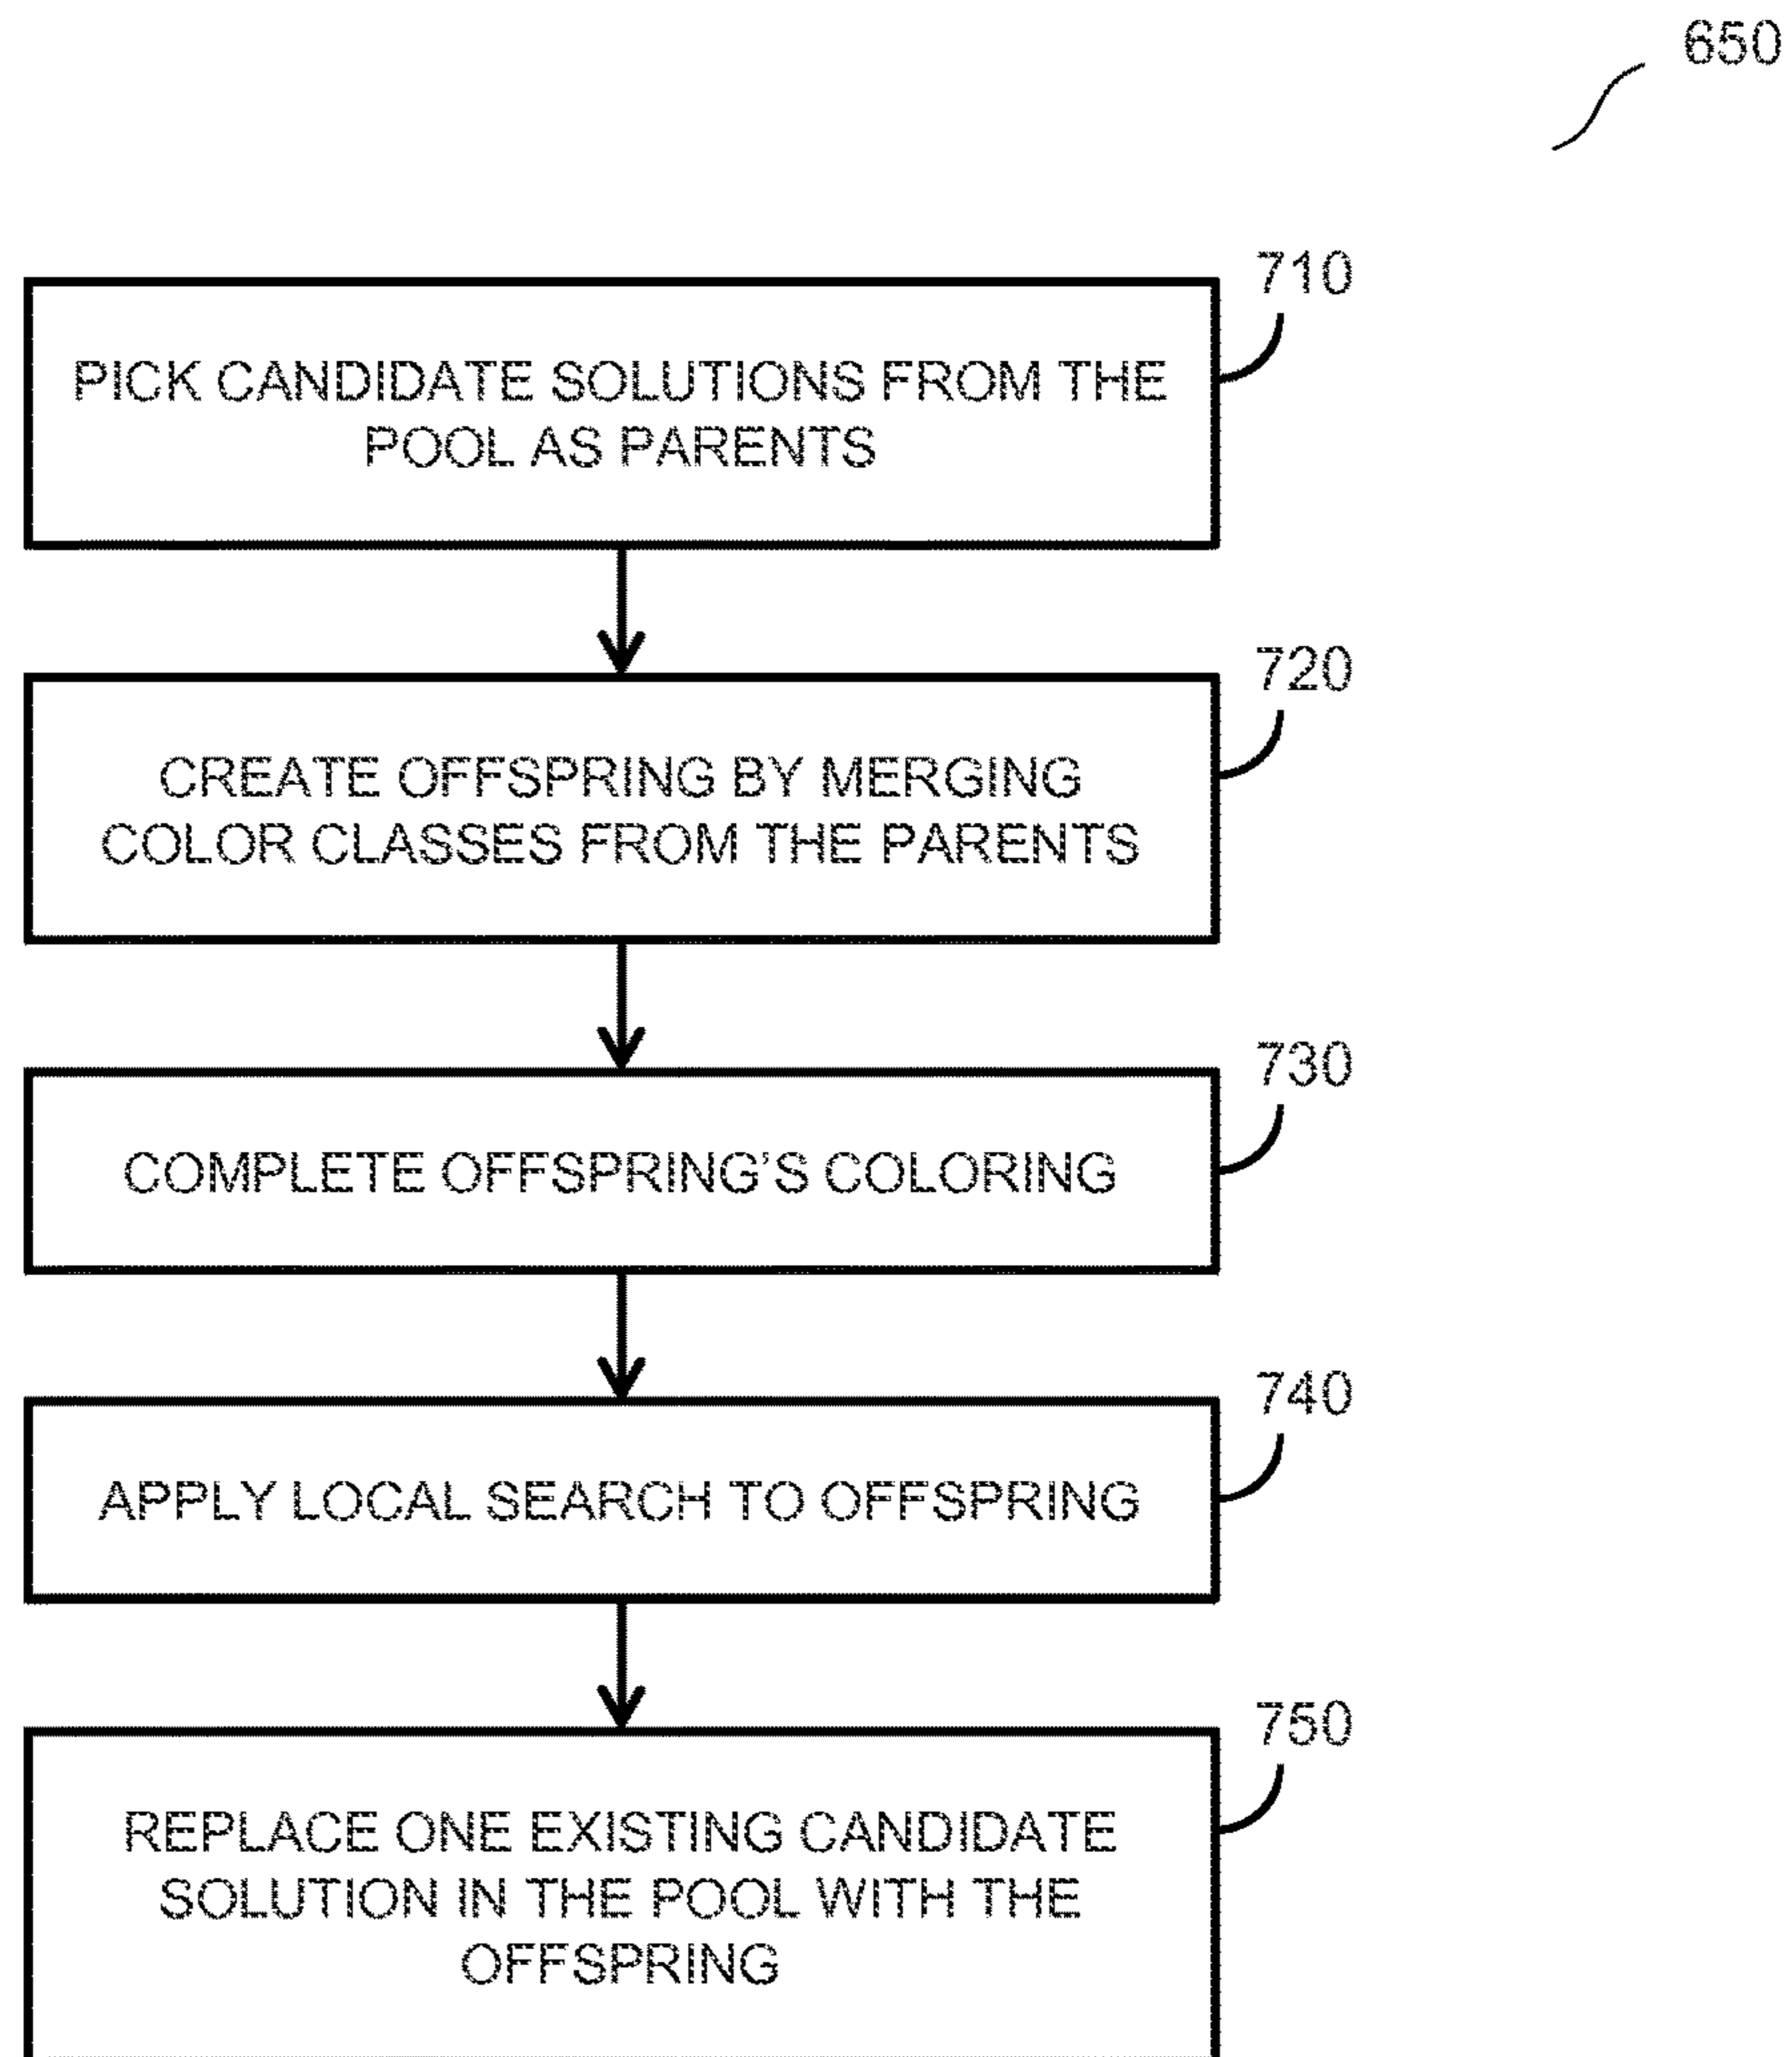 650
710
PICK CANDIDATE SOLUTIONS FROM THE
POOL AS PARENTS
720
CREATE OFFSPRING BY MERGING
COLOR CLASSES FROM THE PARENTS
730
COMPLETE OFFSPRING’S COLORING
740
APPLY LOCAL SEARCH TO OFFSPRING
750
REPLACE ONE EXISTING CANDIDATE
SOLUTION IN THE POOL WITH THE
OFFSPRING